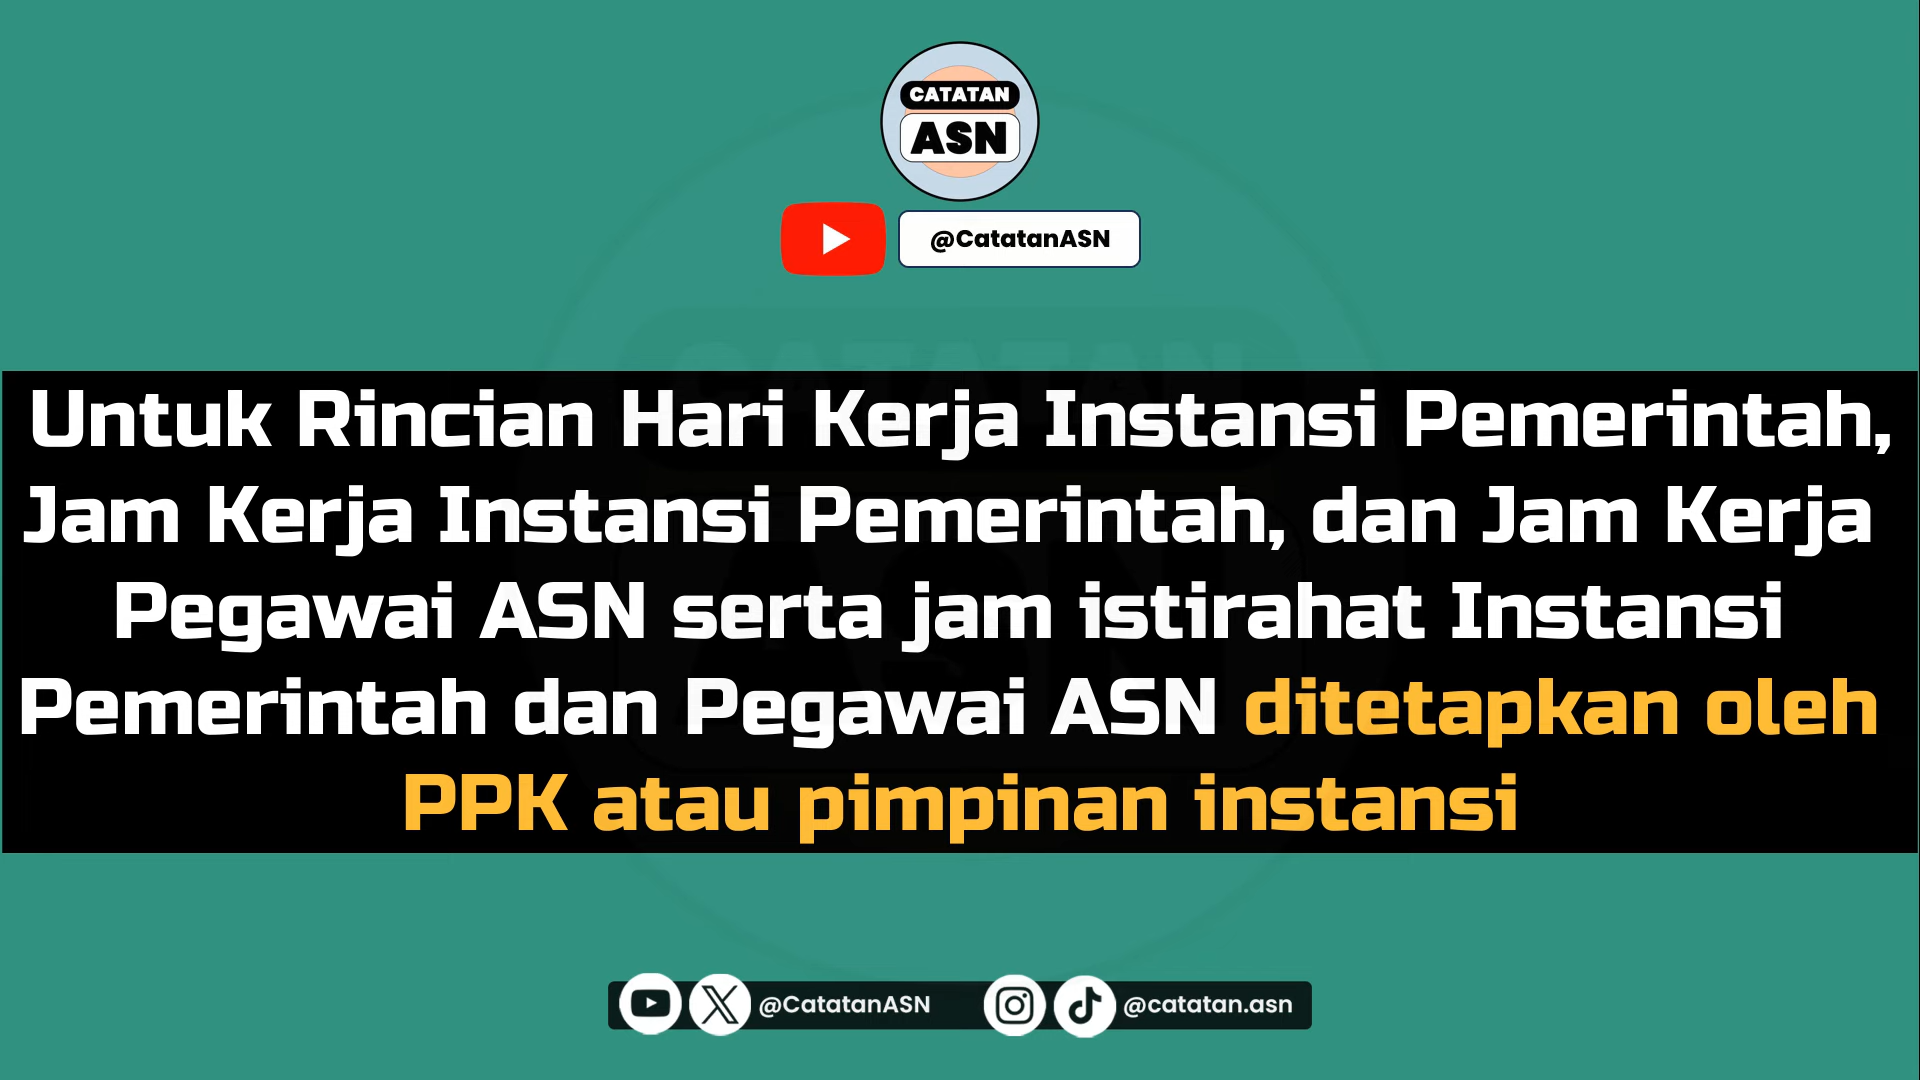 CATATAN
ASN
@CatatanASN
Untuk Rincian Hari Kerja Instansi Pemerintah,
Jam Kerja Instansi Pemerintah, dan Jam Kerja
Pegawai ASN serta jam istirahat Instansi
Pemerintah dan Pegawai ASN ditetapkan oleh
PPK atau pimpinan instansi
@CatatanASN @catatan.asn